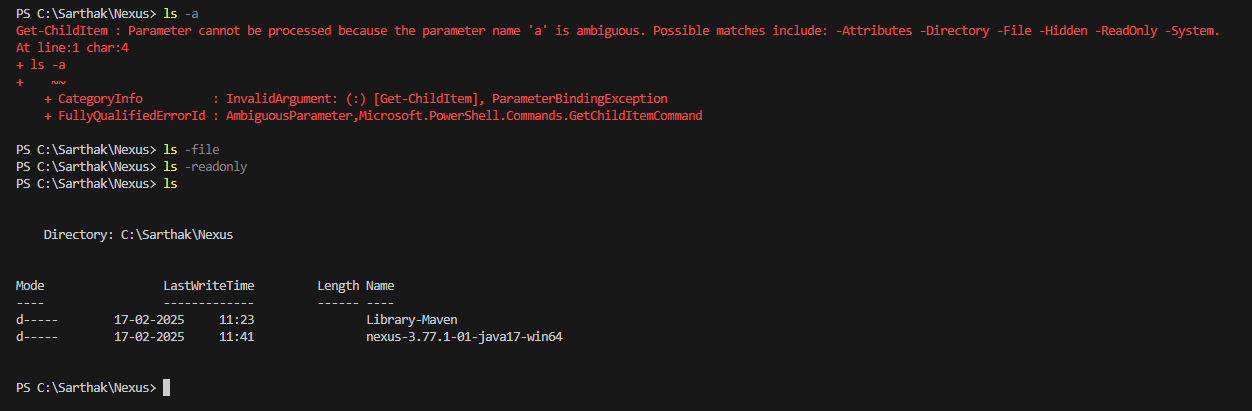 PS C:\Sarthak\Nexus> ls -a
Get-ChildItem : Parameter cannot be processed because the parameter name 'a' is ambiguous. Possible matches include: -Attributes -Directory -File -Hidden -ReadOnly -System.
At line:1 char:4
+ ls -a
+    ~~
    + CategoryInfo          : InvalidArgument: (:) [Get-ChildItem], ParameterBindingException
    + FullyQualifiedErrorId : AmbiguousParameter,Microsoft.PowerShell.Commands.GetChildItemCommand

PS C:\Sarthak\Nexus> ls -file
PS C:\Sarthak\Nexus> ls -readonly
PS C:\Sarthak\Nexus> ls


    Directory: C:\Sarthak\Nexus


Mode                 LastWriteTime         Length Name
----                 -------------         ------ ----
d-----        17-02-2025     11:23                Library-Maven
d-----        17-02-2025     11:41                nexus-3.77.1-01-java17-win64


PS C:\Sarthak\Nexus>